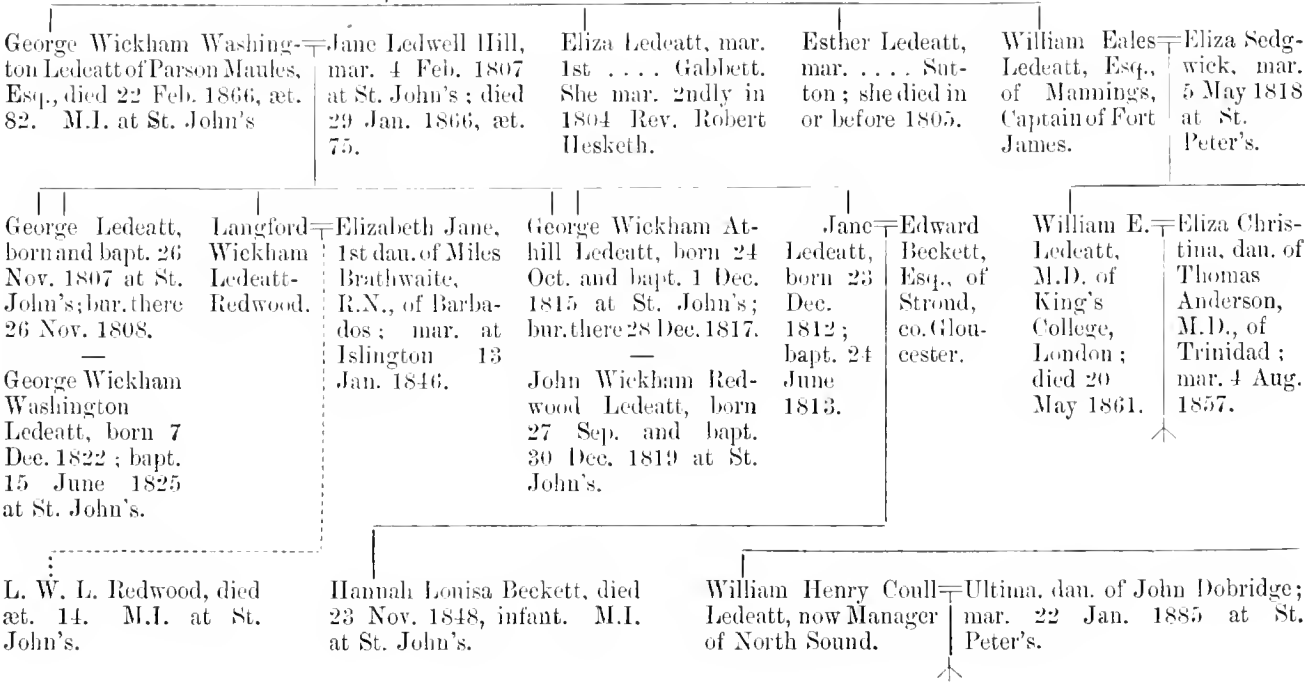 George Wickham Washing-
ton Ledeatt of Parson Maules,
Esq., died 22 Feb. 1866, æt.
82. M.I. at St. John's
Jane Ledwell Hill,
mar. 4 Feb. 1807
at St. John's; died
29 Jan. 1866, æt.
75.
Eliza Ledeatt, mar.
1st .... Gabbett.
She mar. 2ndly in
1804 Rev. Robert
Hesketh.
Esther Ledeatt,
mar. .... Sut-
ton; she died in
or before 1805.
William Eales
Ledeatt, Esq.,
of Mannings,
Captain of Fort
James.
Eliza Sedg-
wick, mar.
5 May 1818
at St.
Peter's.
George Ledeatt,
born and bapt. 26
Nov. 1807 at St.
John's; bur. there
26 Nov. 1808.
—
George Wickham
Washington
Ledeatt, born 7
Dec. 1822; bapt.
15 June 1825
at St. John's.
Langford
Wickham
Ledeatt-
Redwood.
Elizabeth Jane,
1st dau. of Miles
Brathwaite,
R.N., of Barba-
dos; mar. at
Islington 13
Jan. 1846.
George Wickham At-
hill Ledeatt, born 24
Oct. and bapt. 1 Dec.
1815 at St. John's;
bur. there 28 Dec. 1817.
—
John Wickham Red-
wood Ledeatt, born
27 Sep. and bapt.
30 Dec. 1819 at St.
John's.
Jane
Ledeatt,
born 23
Dec.
1812;
bapt. 24
June
1813.
Edward
Beckett,
Esq., of
Stroud,
co. Glou-
cester.
William E.
Ledeatt,
M.D. of
King's
College,
London;
died 20
May 1861.
Eliza Chris-
tina, dau. of
Thomas
Anderson,
M.D., of
Trinidad;
mar. 4 Aug.
1857.
L. W. L. Redwood, died
æt. 14. M.I. at St.
John's.
Hannah Louisa Beckett, died
23 Nov. 1848, infant. M.I.
at St. John's.
William Henry Coull
Ledeatt, now Manager
of North Sound.
Ultima, dau. of John Dobridge;
mar. 22 Jan. 1885 at St.
Peter's.